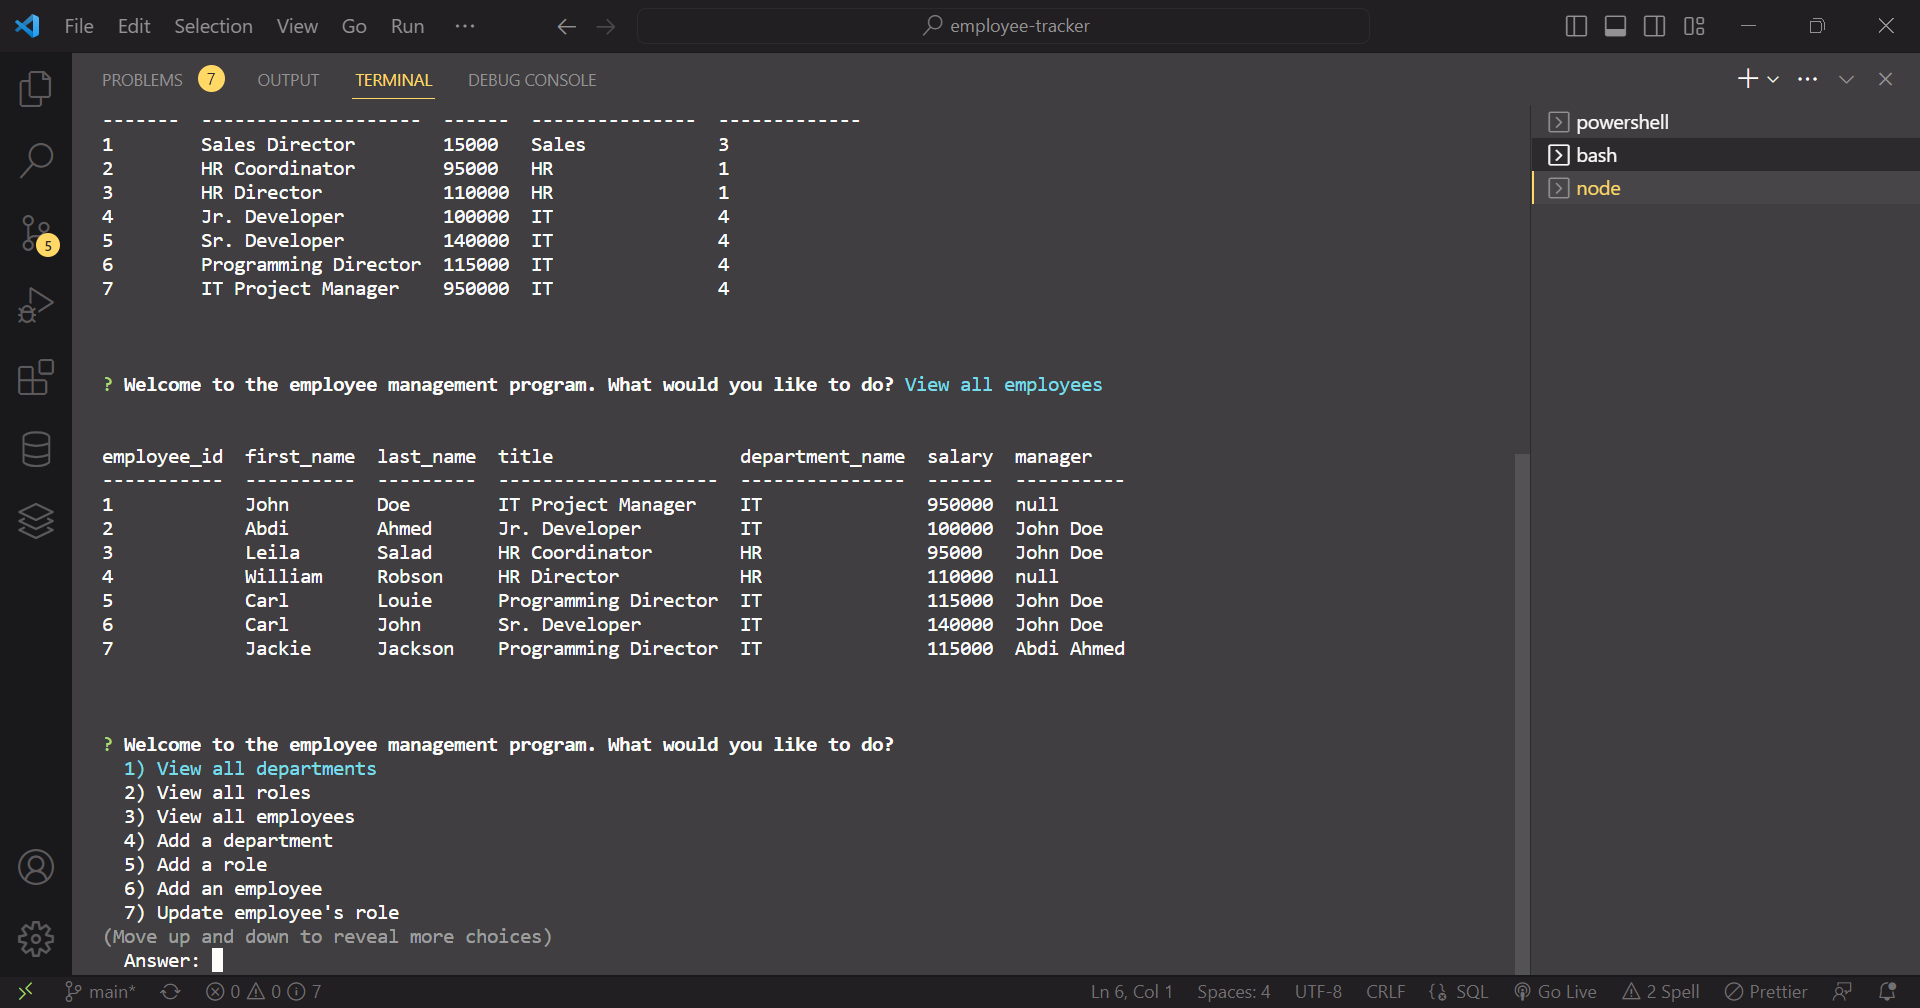 File Edit Selection View Go Run ··· employee-tracker
PROBLEMS 7 OUTPUT TERMINAL DEBUG CONSOLE
------- -------------------- ------ --------------- -------------
1 Sales Director 15000 Sales 3
2 HR Coordinator 95000 HR 1
3 HR Director 110000 HR 1
4 Jr. Developer 100000 IT 4
5 Sr. Developer 140000 IT 4
6 Programming Director 115000 IT 4
7 IT Project Manager 950000 IT 4
? Welcome to the employee management program. What would you like to do? View all employees
employee_id first_name last_name title department_name salary manager
----------- ---------- --------- -------------------- --------------- ------ ----------
1 John Doe IT Project Manager IT 950000 null
2 Abdi Ahmed Jr. Developer IT 100000 John Doe
3 Leila Salad HR Coordinator HR 95000 John Doe
4 William Robson HR Director HR 110000 null
5 Carl Louie Programming Director IT 115000 John Doe
6 Carl John Sr. Developer IT 140000 John Doe
7 Jackie Jackson Programming Director IT 115000 Abdi Ahmed
? Welcome to the employee management program. What would you like to do?
1) View all departments
2) View all roles
3) View all employees
4) Add a department
5) Add a role
6) Add an employee
7) Update employee's role
(Move up and down to reveal more choices)
Answer:
powershell
bash
node
5
main* 0 0 7 Ln 6, Col 1 Spaces: 4 UTF-8 CRLF SQL Go Live 2 Spell Prettier